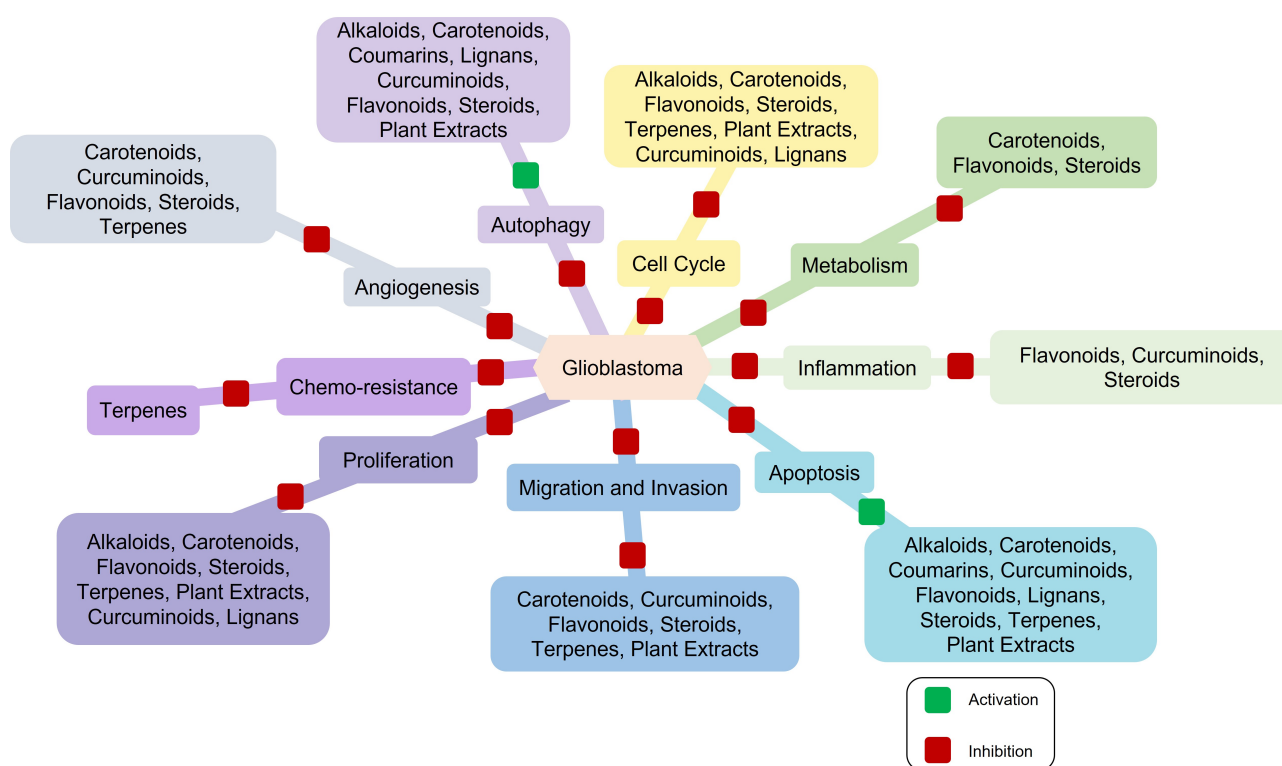 Alkaloids, Carotenoids,
Coumarins, Lignans,
Curcuminoids,
Flavonoids, Steroids,
Plant Extracts
Alkaloids, Carotenoids,
Flavonoids, Steroids,
Terpenes, Plant Extracts,
Curcuminoids, Lignans
Carotenoids,
Flavonoids, Steroids
Carotenoids,
Curcuminoids,
Flavonoids, Steroids,
Terpenes
Autophagy
Cell Cycle
Metabolism
Angiogenesis
Glioblastoma
Inflammation
Flavonoids, Curcuminoids,
Steroids
Chemo-resistance
Terpenes
Proliferation
Migration and Invasion
Apoptosis
Alkaloids, Carotenoids,
Flavonoids, Steroids,
Terpenes, Plant Extracts,
Curcuminoids, Lignans
Carotenoids, Curcuminoids,
Flavonoids, Steroids,
Terpenes, Plant Extracts
Alkaloids, Carotenoids,
Coumarins, Curcuminoids,
Flavonoids, Lignans,
Steroids, Terpenes,
Plant Extracts
Activation
Inhibition